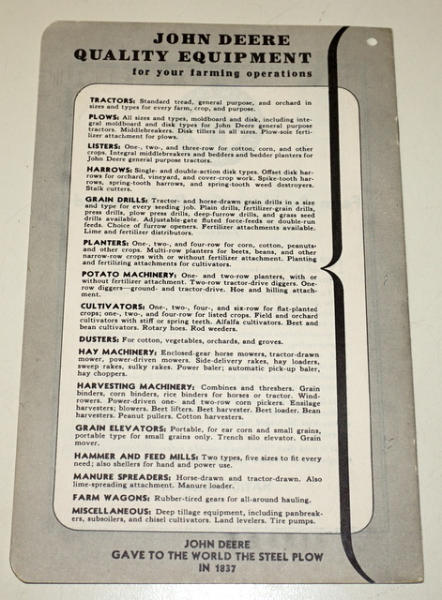 JOHN DEERE
QUALITY EQUIPMENT
for your farming operations
TRACTORS: Standard tread, general purpose, and orchard in
sizes and types for every farm, crop, and purpose.
PLOWS: All sizes and types, moldboard and disk, including inte-
gral moldboard and disk types for John Deere general purpose
tractors. Middlebreakers. Disk tillers in all sizes. Plow-sole ferti-
lizer attachment for plows.
LISTERS: One-, two-, and three-row for cotton, corn, and other
crops. Integral middlebreakers and bedders and bedder planters for
John Deere general purpose tractors.
HARROWS: Single- and double-action disk types. Offset disk har-
rows for orchard, vineyard, and cover-crop work. Spike-tooth har-
rows, spring-tooth harrows, and spring-tooth weed destroyers.
Stalk cutters.
GRAIN DRILLS: Tractor- and horse-drawn grain drills in a size
and type for every seeding job. Plain drills, fertilizer-grain drills,
press drills, plow press drills, deep-furrow drills, and grass seed
drills available. Adjustable-gate fluted force-feeds or double-run
feeds. Choice of furrow openers. Fertilizer attachments available.
Lime and fertilizer distributors.
PLANTERS: One-, two-, and four-row for corn, cotton, peanuts-
and other crops. Multi-row planters for beets, beans, and other
narrow-row crops with or without fertilizer attachment. Planting
and fertilizing attachments for cultivators.
POTATO MACHINERY: One- and two-row planters, with or
without fertilizer attachment. Two-row tractor-drive diggers. One-
row diggers—ground- and tractor-drive. Hoe and hilling attach-
ment.
CULTIVATORS: One-, two-, four-, and six-row for flat-planted
crops; one-, two-, and four-row for listed crops. Field and orchard
cultivators with stiff or spring teeth. Alfalfa cultivators. Beet and
bean cultivators. Rotary hoes. Rod weeders.
DUSTERS: For cotton, vegetables, orchards, and groves.
HAY MACHINERY: Enclosed-gear horse mowers, tractor-drawn
mower, power-driven mowers. Side-delivery rakes, hay loaders,
sweep rakes, sulky rakes. Power baler; automatic pick-up baler,
hay choppers.
HARVESTING MACHINERY: Combines and threshers. Grain
binders, corn binders, rice binders for horses or tractor. Wind-
rowers. Power-driven one- and two-row corn pickers. Ensilage
harvesters; blowers. Beet lifters. Beet harvester. Beet loader. Bean
harvesters. Peanut pullers. Cotton harvesters.
GRAIN ELEVATORS: Portable, for ear corn and small grains,
portable type for small grains only. Trench silo elevator. Grain
mover.
HAMMER AND FEED MILLS: Two types, five sizes to fit every
need; also shellers for hand and power use.
MANURE SPREADERS: Horse-drawn and tractor-drawn. Also
lime-spreading attachment. Manure loader.
FARM WAGONS: Rubber-tired gears for all-around hauling.
MISCELLANEOUS: Deep tillage equipment, including panbreak-
ers, subsoilers, and chisel cultivators. Land levelers. Tire pumps.
JOHN DEERE
GAVE TO THE WORLD THE STEEL PLOW
IN 1837